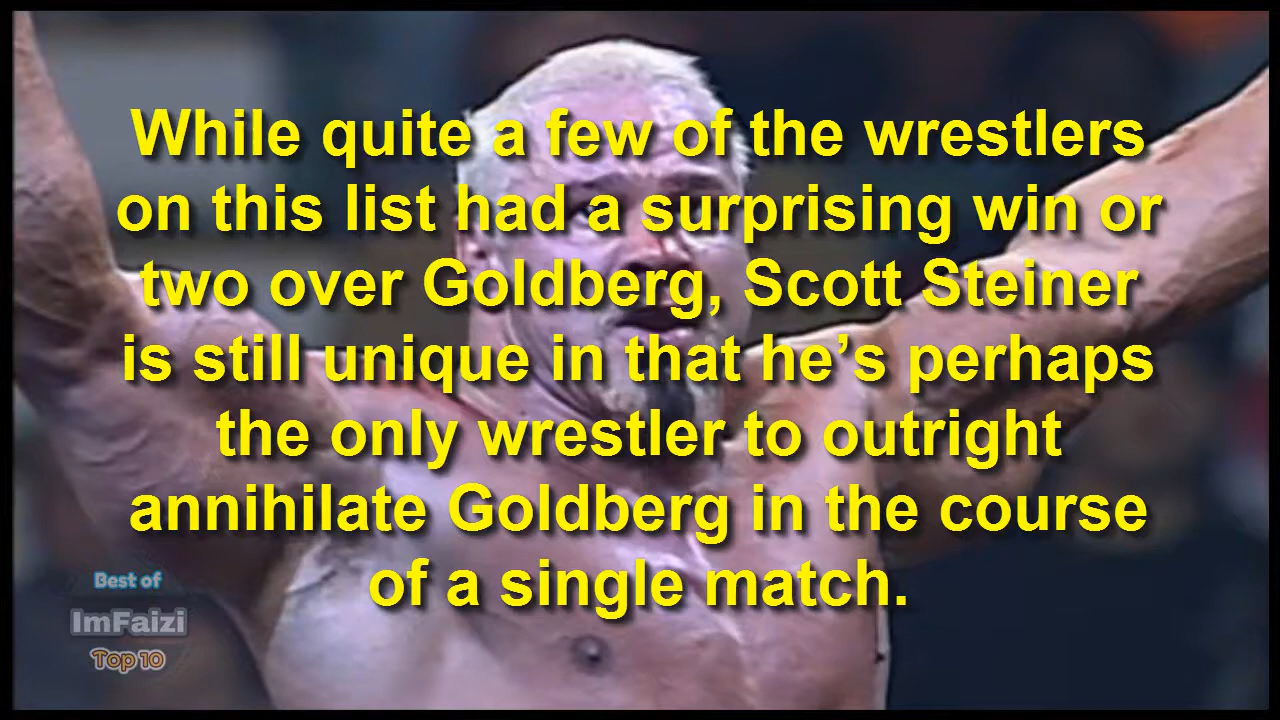 While quite a few of the wrestlers
on this list had a surprising win or
two over Goldberg, Scott Steiner
is still unique in that he’s perhaps
the only wrestler to outright
annihilate Goldberg in the course
of a single match.
Best of
ImFaizi
Top 10